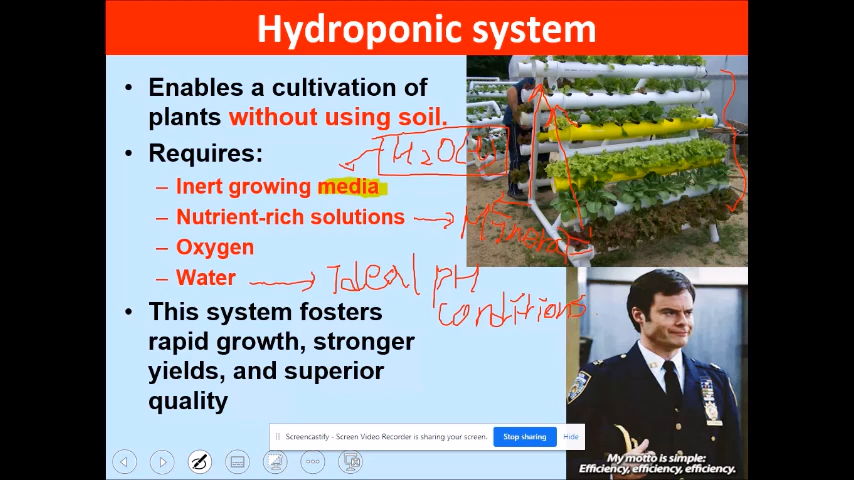 Hydroponic system
• Enables a cultivation of
plants without using soil.
• Requires:
H2O(l)
– Inert growing media
– Nutrient-rich solutions
Mineral
– Oxygen
– Water
Ideal pH
conditions
• This system fosters
rapid growth, stronger
yields, and superior
quality
Screencastify - Screen Video Recorder is sharing your screen.
Stop sharing
Hide
My motto is simple:
Efficiency, efficiency, efficiency.